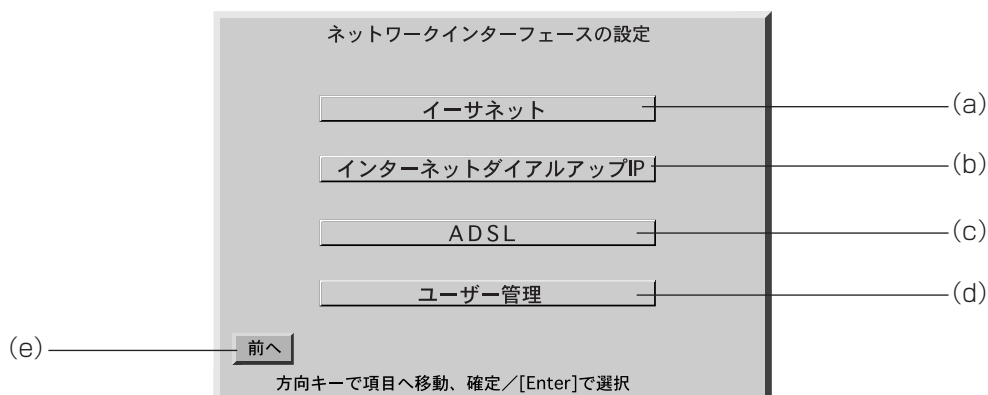 ネットワークインターフェースの設定
イーサネット (a)
インターネットダイアルアップIP (b)
ADSL (c)
ユーザー管理 (d)
(e) 前へ
方向キーで項目へ移動、確定／[Enter]で選択